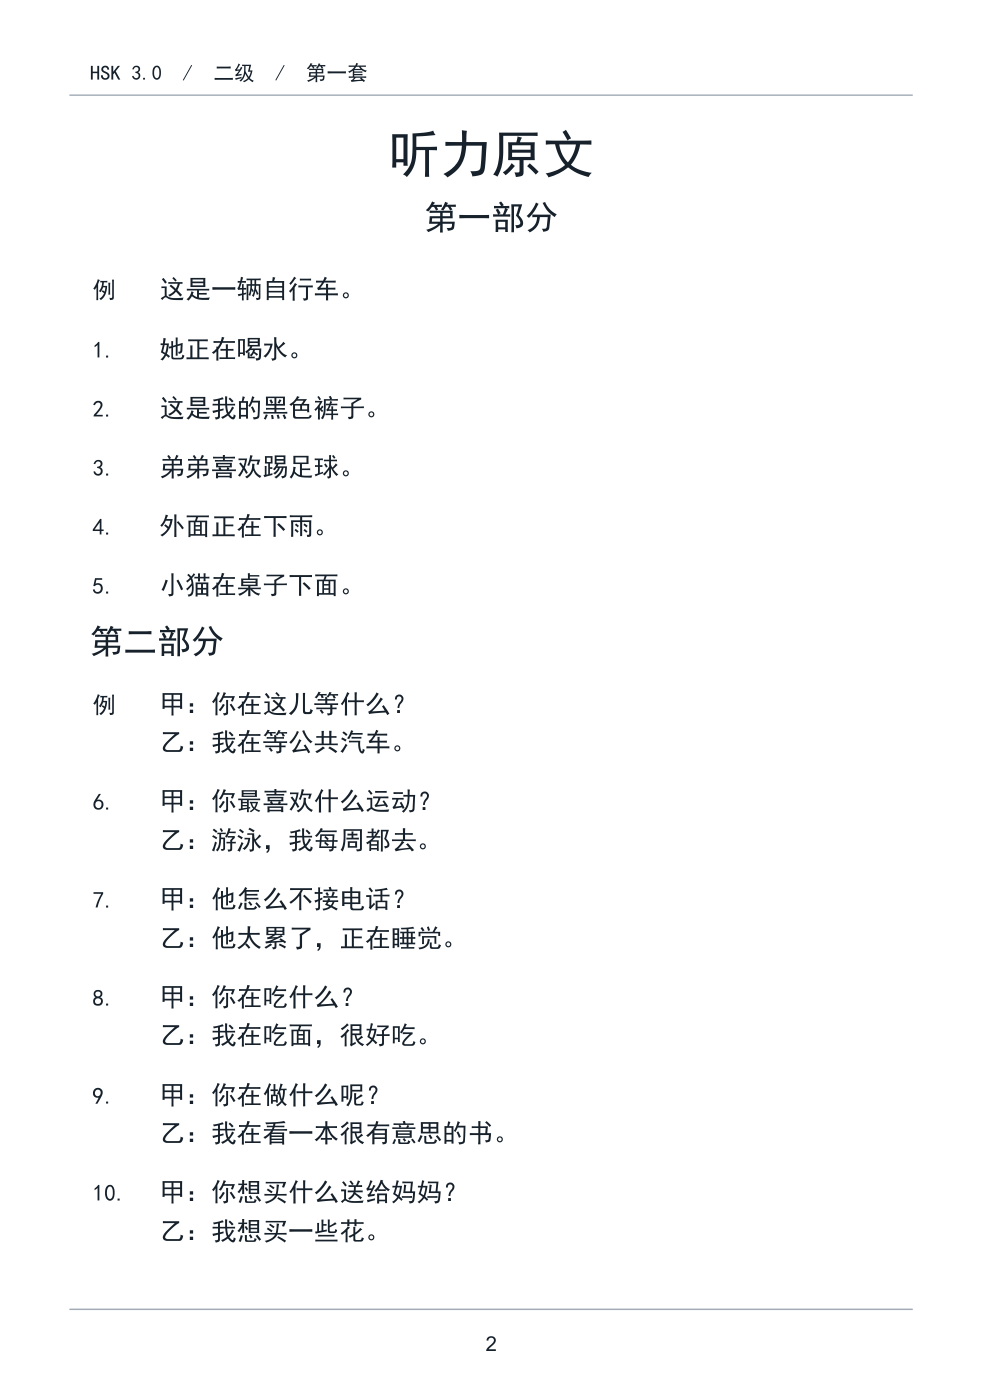 HSK 3.0 / 二级 / 第一套
听力原文
第一部分
例 这是一辆自行车。
1. 她正在喝水。
2. 这是我的黑色裤子。
3. 弟弟喜欢踢足球。
4. 外面正在下雨。
5. 小猫在桌子下面。
第二部分
例 甲：你在这儿等什么？
乙：我在等公共汽车。
6. 甲：你最喜欢什么运动？
乙：游泳，我每周都去。
7. 甲：他怎么不接电话？
乙：他太累了，正在睡觉。
8. 甲：你在吃什么？
乙：我在吃面，很好吃。
9. 甲：你在做什么呢？
乙：我在看一本很有意思的书。
10. 甲：你想买什么送给妈妈？
乙：我想买一些花。
2